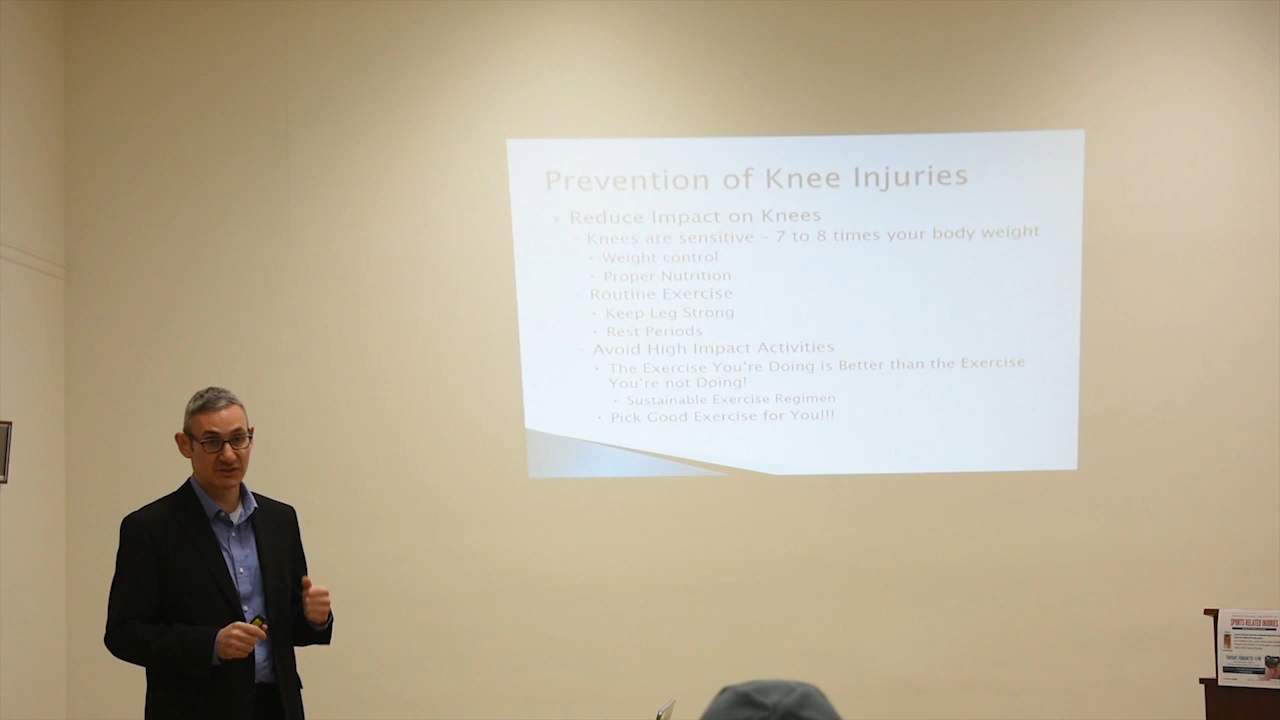 Prevention of Knee Injuries
Reduce Impact on Knees
Knees are sensitive – 7 to 8 times your body weight
Weight control
Proper Nutrition
Routine Exercise
Keep Leg Strong
Rest Periods
Avoid High Impact Activities
The Exercise You're Doing is Better than the Exercise
You're not Doing!
Sustainable Exercise Regimen
Pick Good Exercise for You!!!
SPORTS RELATED INJURIES